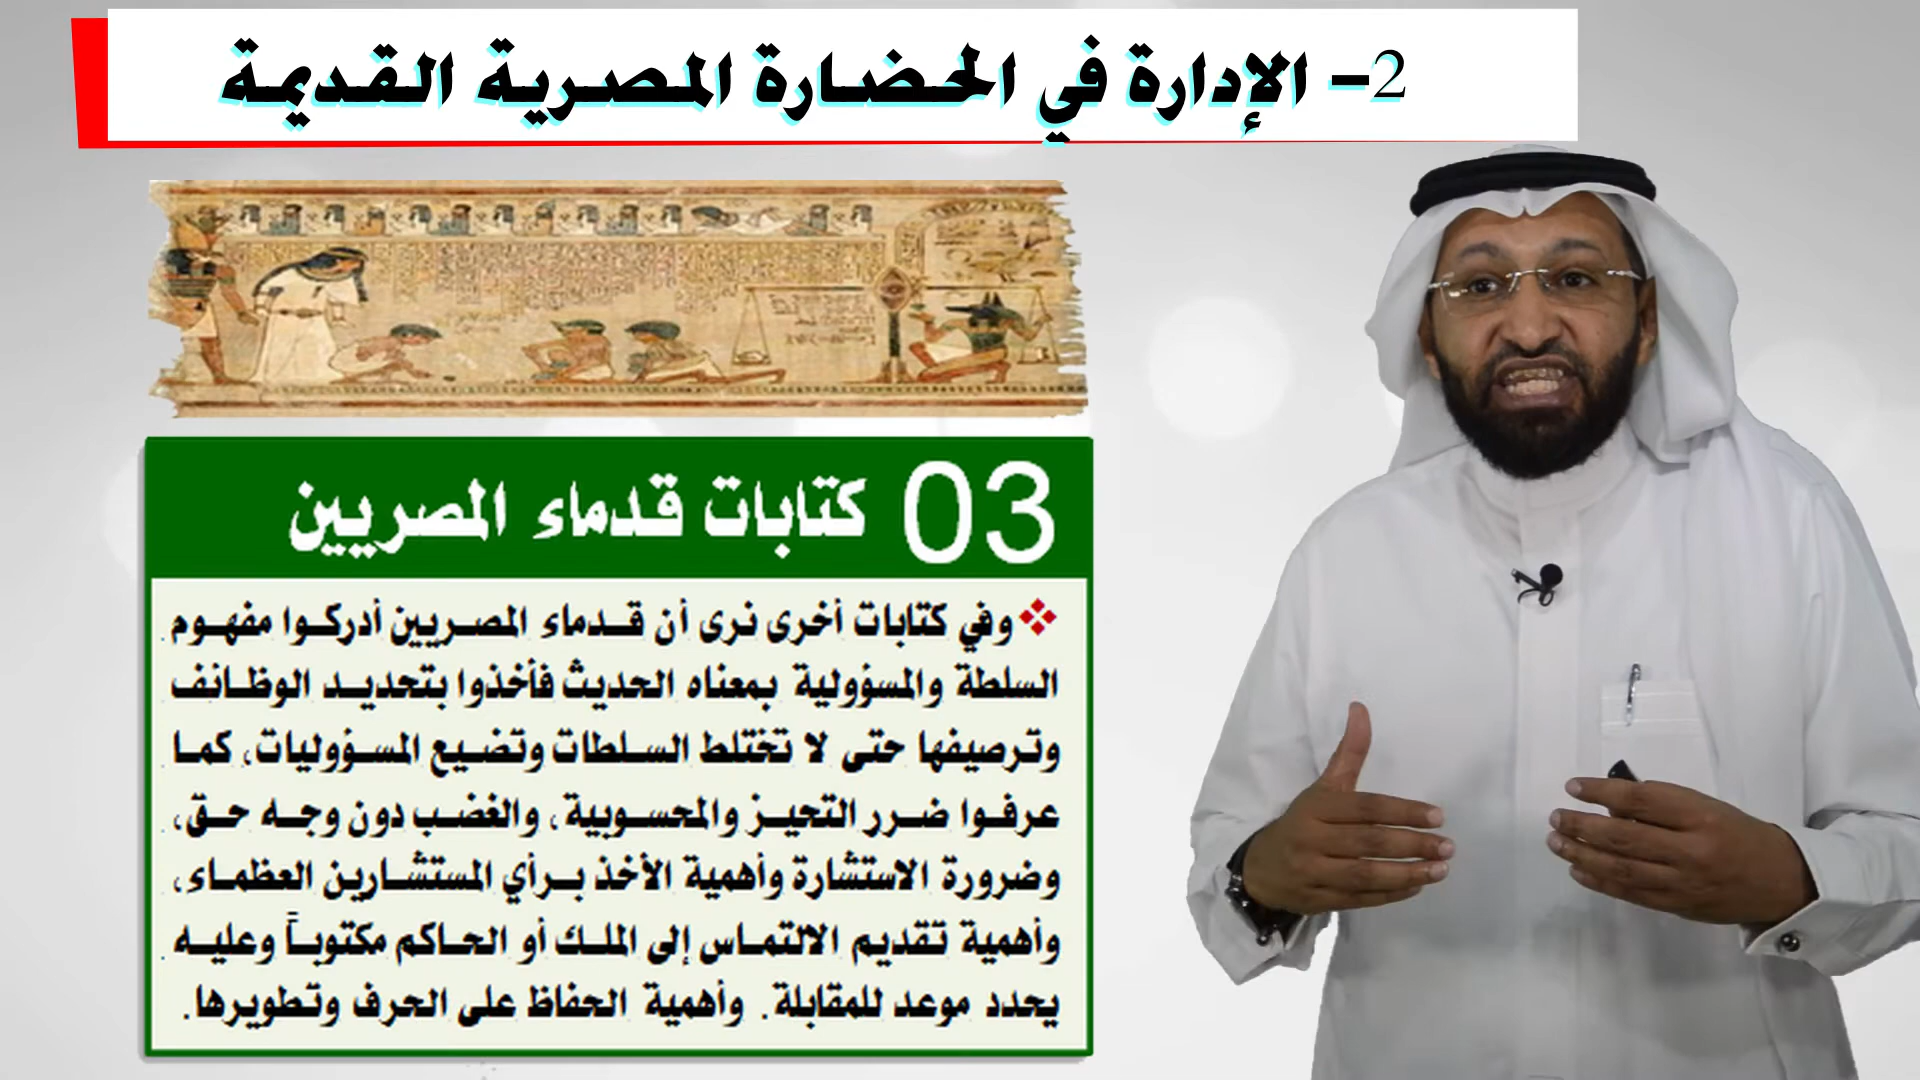 2- الإدارة في الحضارة المصرية القديمة
03 كتابات قدماء المصريين
❖وفي كتابات أخرى نرى أن قدماء المصريين أدركوا مفهوم
السلطة والمسؤولية بمعناه الحديث فأخذوا بتحديد الوظائف
وترصيفها حتى لا تختلط السلطات وتضيع المسؤوليات، كما
عرفوا ضرر التحيز والمحسوبية، والغضب دون وجه حق،
وضرورة الاستشارة وأهمية الأخذ برأي المستشارين العظماء،
وأهمية تقديم الالتماس إلى الملك أو الحاكم مكتوباً وعليه
يحدد موعد للمقابلة. وأهمية الحفاظ على الحرف وتطويرها.